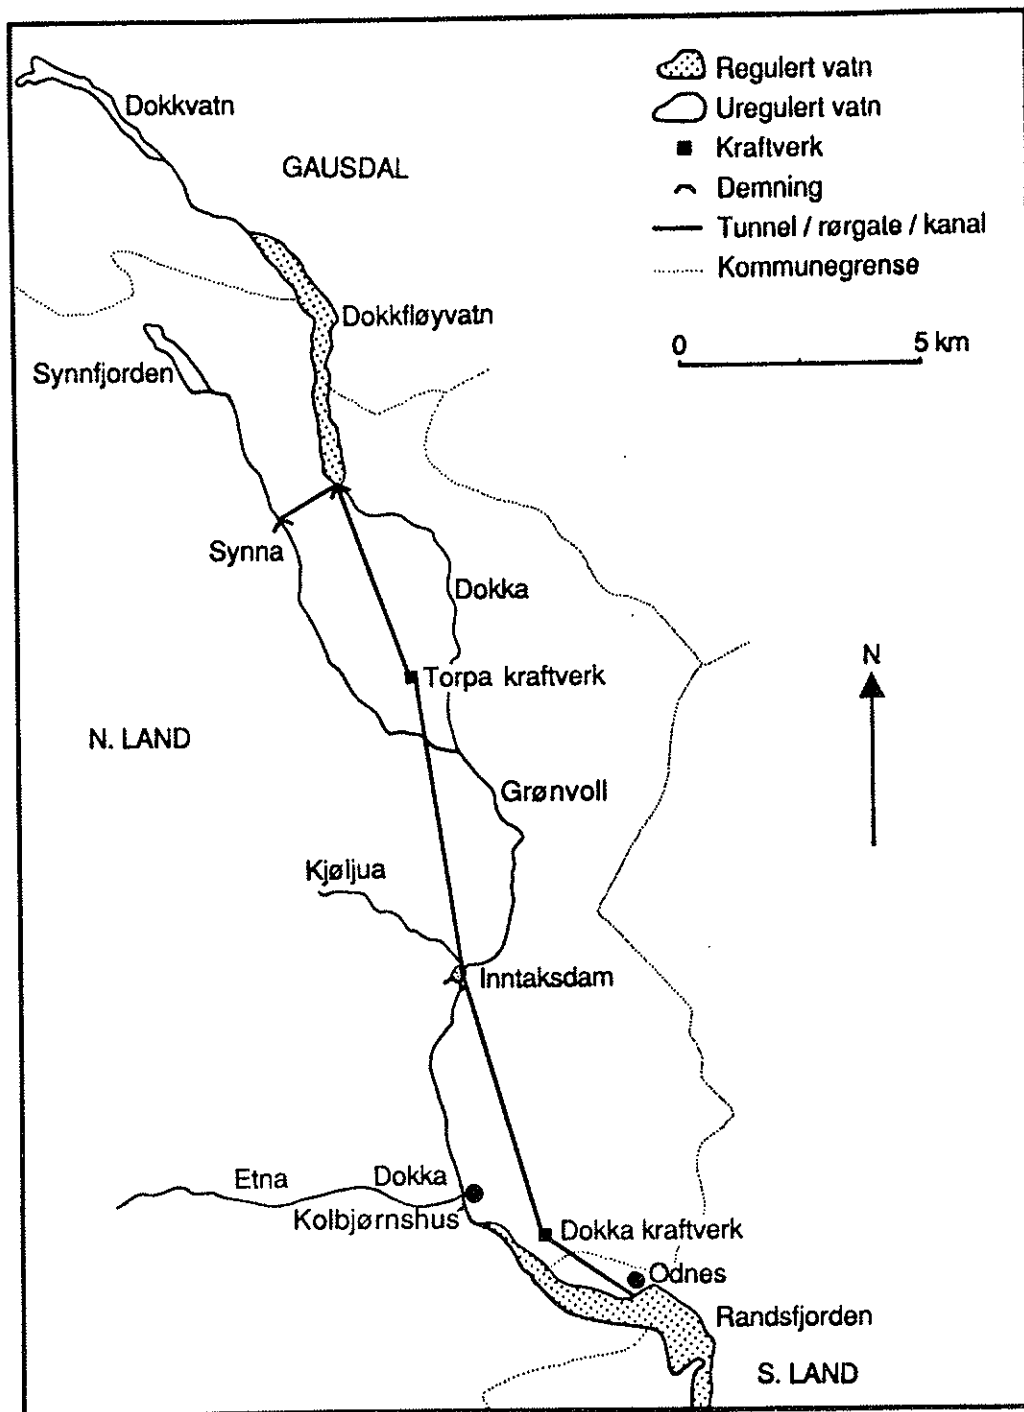 Regulert vatn
Uregulert vatn
Kraftverk
Demning
Tunnel / rørgate / kanal
Kommunegrense
0 5 km
Dokkvatn
GAUSDAL
Dokkfløyvatn
Synnfjorden
Synna
Dokka
Torpa kraftverk
N
N. LAND
Grønvoll
Kjøljua
Inntaksdam
Etna
Dokka
Kolbjørnshus
Dokka kraftverk
Odnes
Randsfjorden
S. LAND